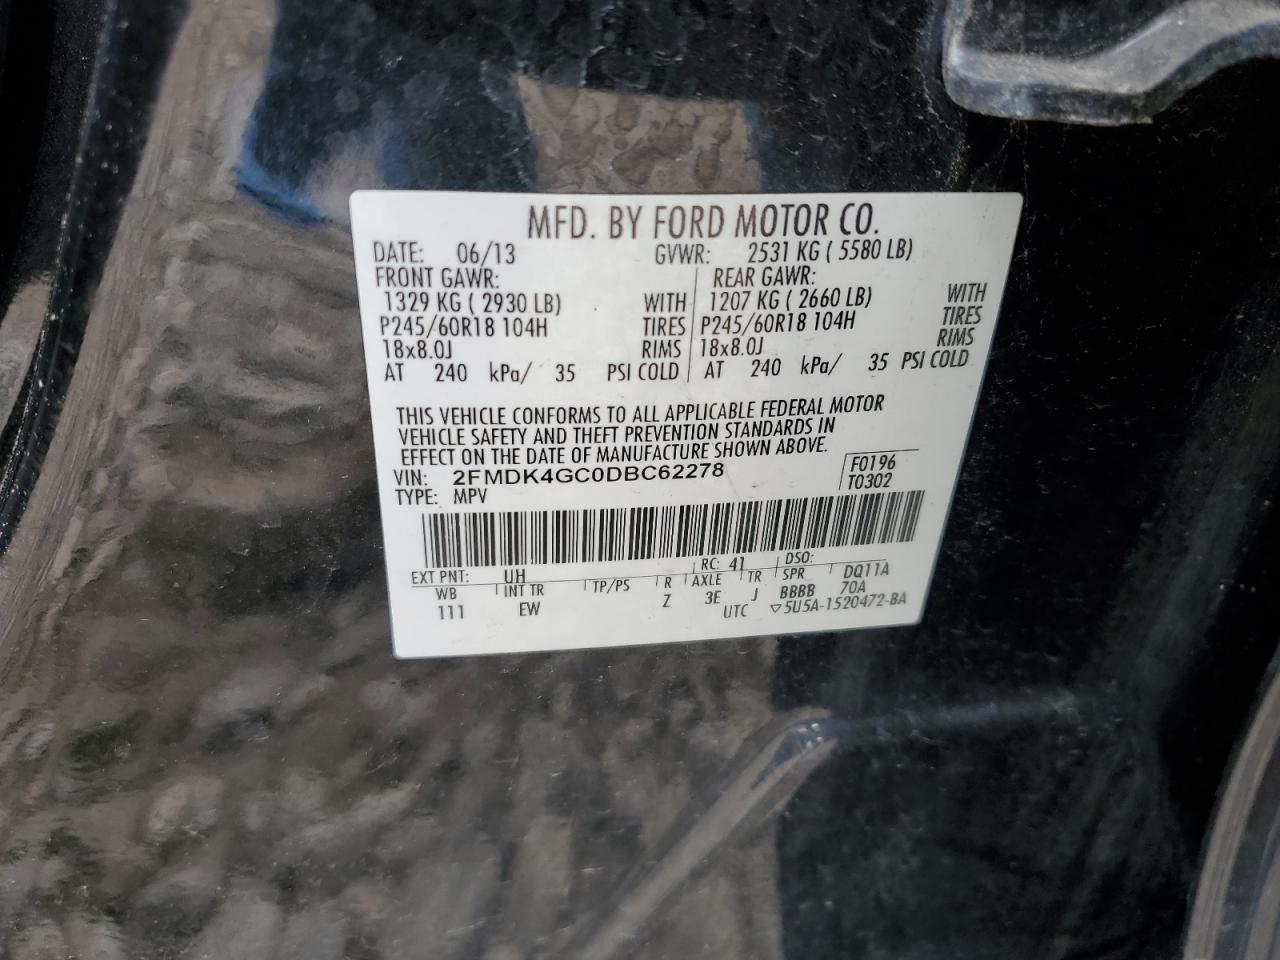 MFD. BY FORD MOTOR CO.
DATE: 06/13 GVWR: 2531 KG ( 5580 LB)
FRONT GAWR: REAR GAWR:
1329 KG ( 2930 LB) WITH 1207 KG ( 2660 LB) WITH
P245/60R18 104H TIRES P245/60R18 104H TIRES
18x8.0J RIMS 18x8.0J RIMS
AT 240 kPa/ 35 PSI COLD AT 240 kPa/ 35 PSI COLD
THIS VEHICLE CONFORMS TO ALL APPLICABLE FEDERAL MOTOR
VEHICLE SAFETY AND THEFT PREVENTION STANDARDS IN
EFFECT ON THE DATE OF MANUFACTURE SHOWN ABOVE.
VIN: 2FMDK4GC0DBC62278 F0196
TYPE: MPV T0302
EXT PNT: UH RC: 41 DSO:
WB INT TR TP/PS R AXLE TR SPR DQ11A
111 EW Z 3E J BBBB 70A
UTC ▽5U5A-1520472-BA